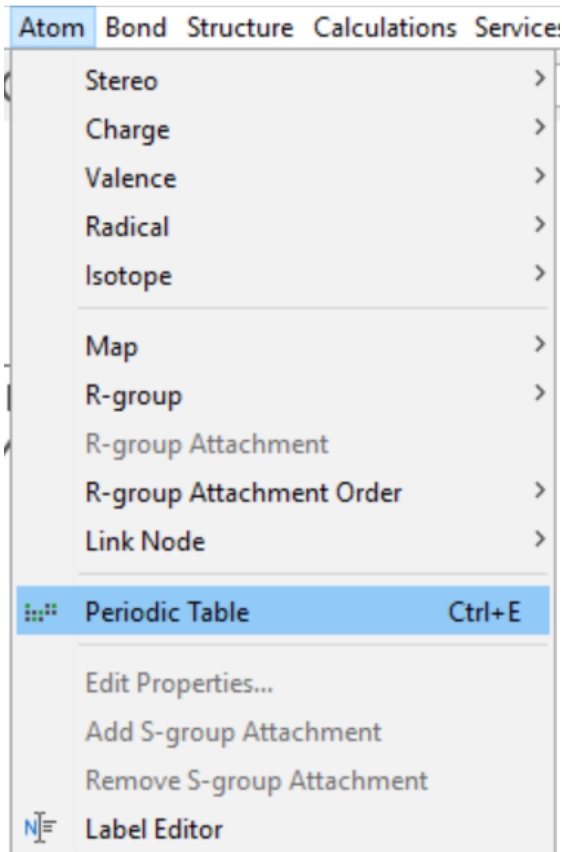 Atom Bond Structure Calculations
Stereo
Charge
Valence
Radical
Isotope
Map
R-group
R-group Attachment
R-group Attachment Order
Link Node
Periodic Table Ctrl+E
Edit Properties...
Add S-group Attachment
Remove S-group Attachment
Label Editor